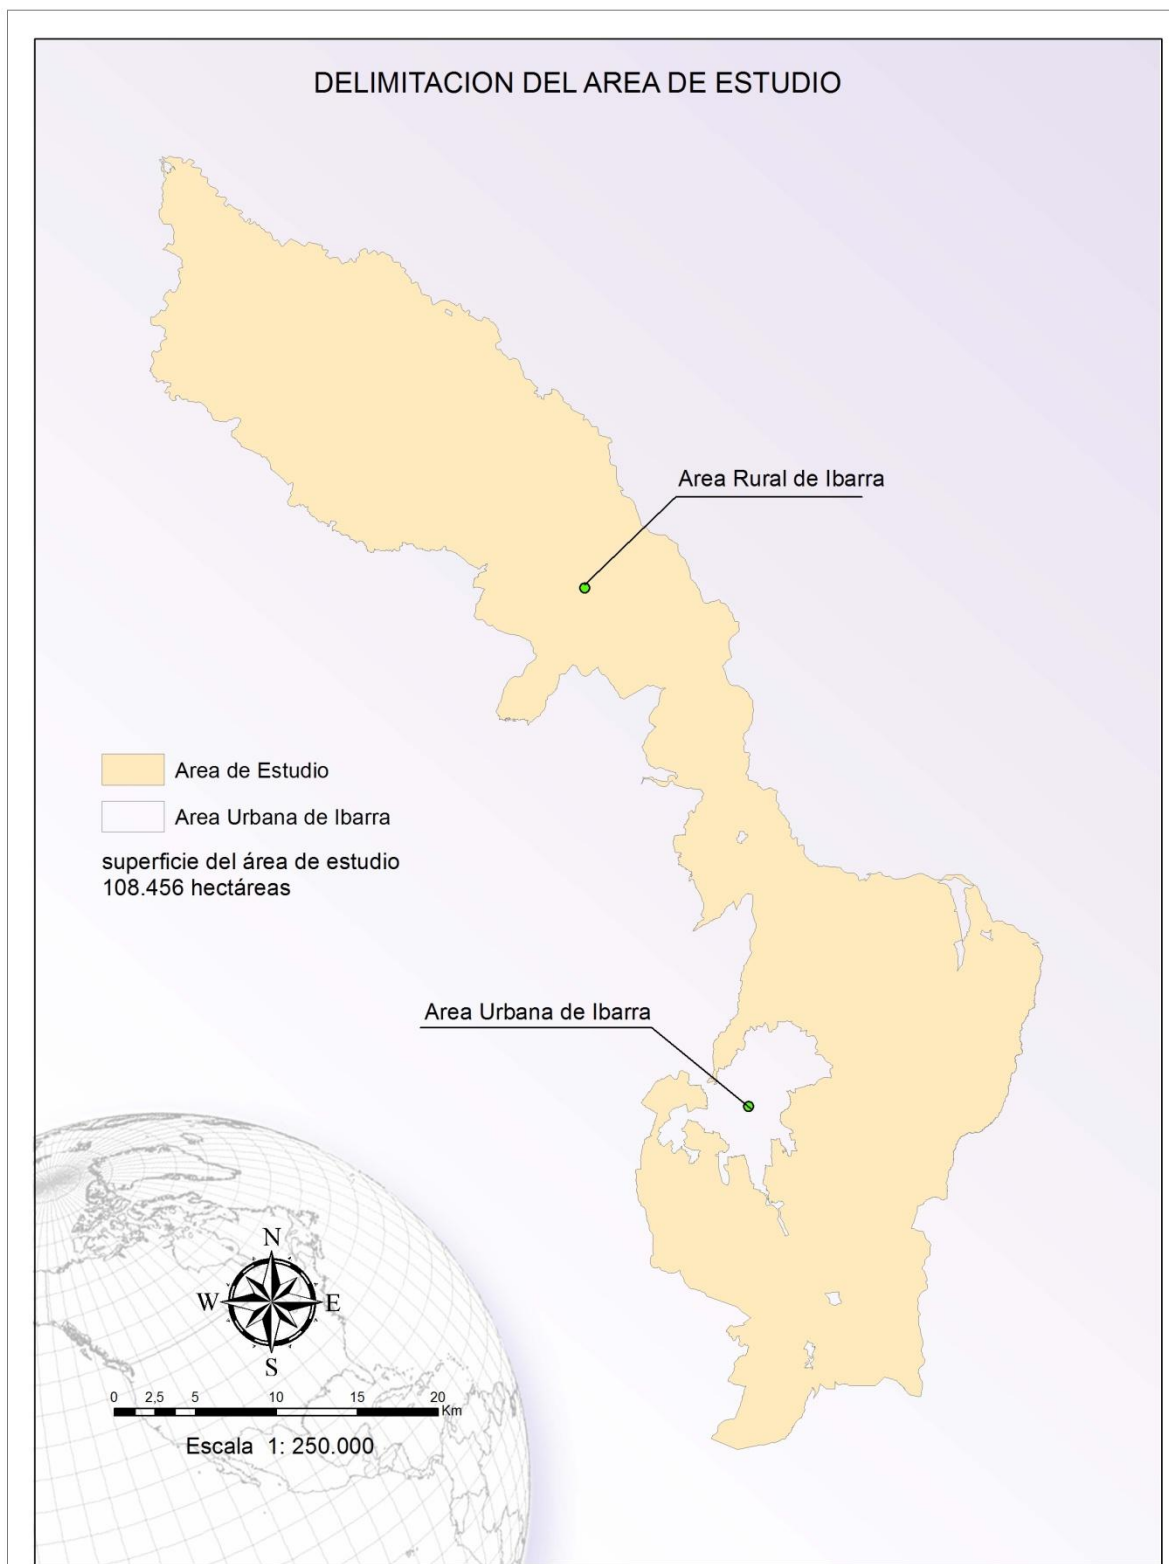 DELIMITACION DEL AREA DE ESTUDIO
Area Rural de Ibarra
Area de Estudio
Area Urbana de Ibarra
superficie del área de estudio
108.456 hectáreas
Area Urbana de Ibarra
N
W E
S
0 2,5 5 10 15 20
Km
Escala 1: 250.000